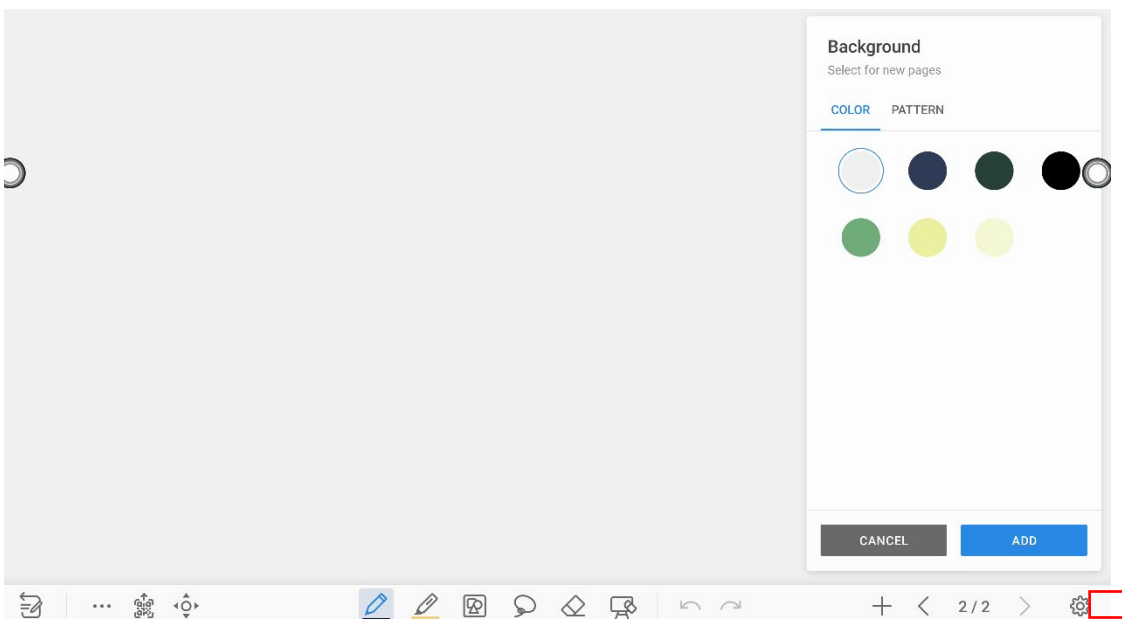 Background
Select for new pages
COLOR PATTERN
CANCEL ADD
2 / 2